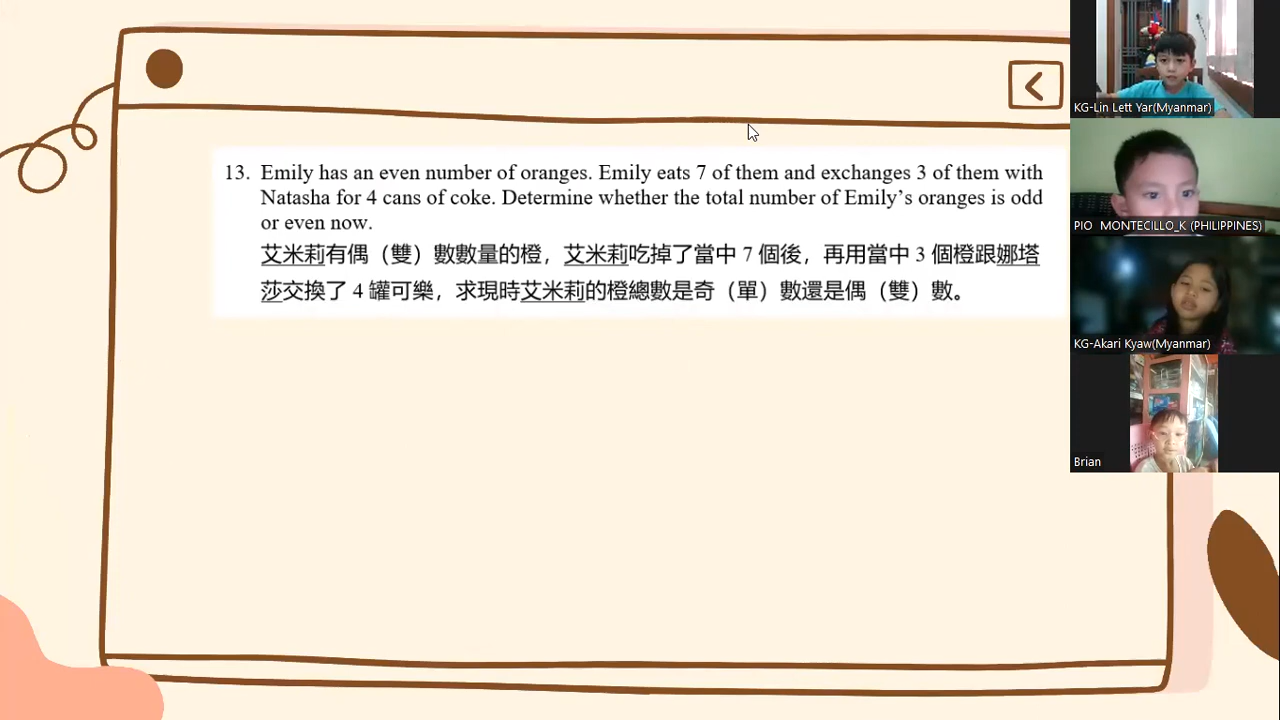 13. Emily has an even number of oranges. Emily eats 7 of them and exchanges 3 of them with
Natasha for 4 cans of coke. Determine whether the total number of Emily’s oranges is odd
or even now.
艾米莉有偶（雙）數數量的橙，艾米莉吃掉了當中 7 個後，再用當中 3 個橙跟娜塔
莎交換了 4 罐可樂，求現時艾米莉的橙總數是奇（單）數還是偶（雙）數。
KG-Lin Lett Yar(Myanmar)
PIO MONTECILLO_K (PHILIPPINES)
KG-Akari Kyaw(Myanmar)
Brian